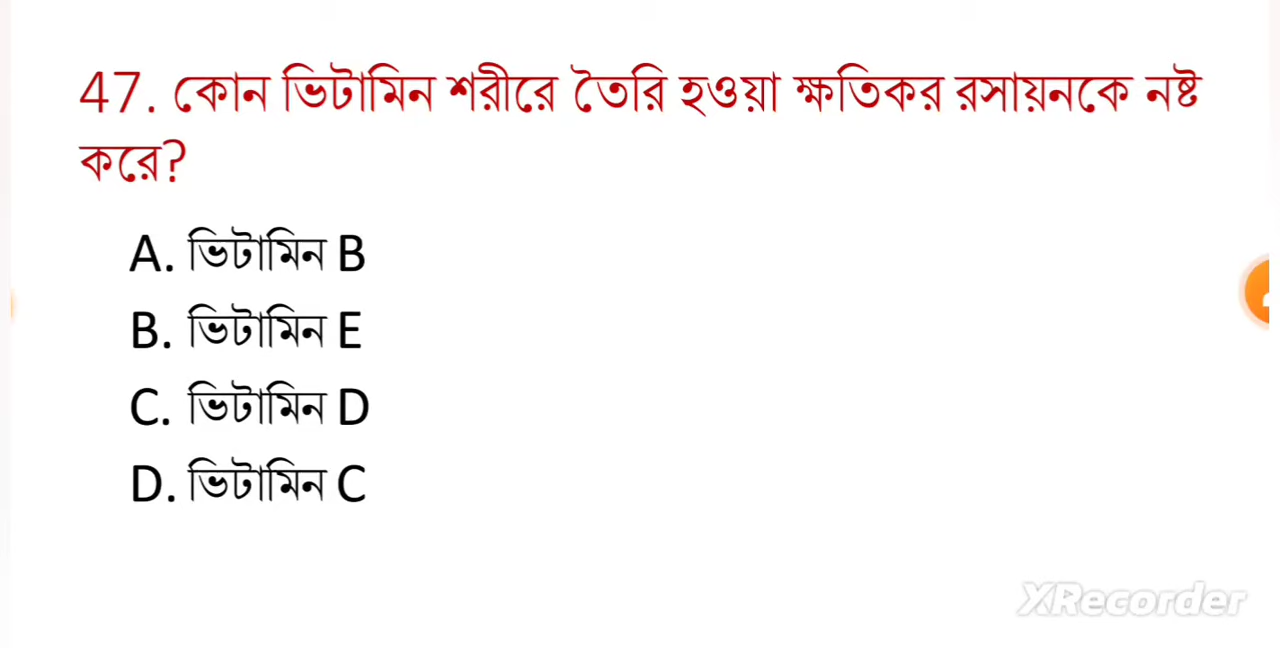 47. কোন ভিটামিন শরীরে তৈরি হওয়া ক্ষতিকর রসায়নকে নষ্ট
করে?
A. ভিটামিন B
B. ভিটামিন E
C. ভিটামিন D
D. ভিটামিন C
XRecorder